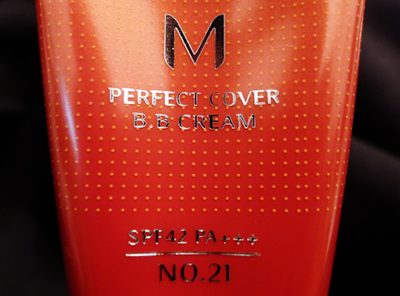 M
PERFECT COVER
B.B CREAM
SPF42 PA+++
NO.21